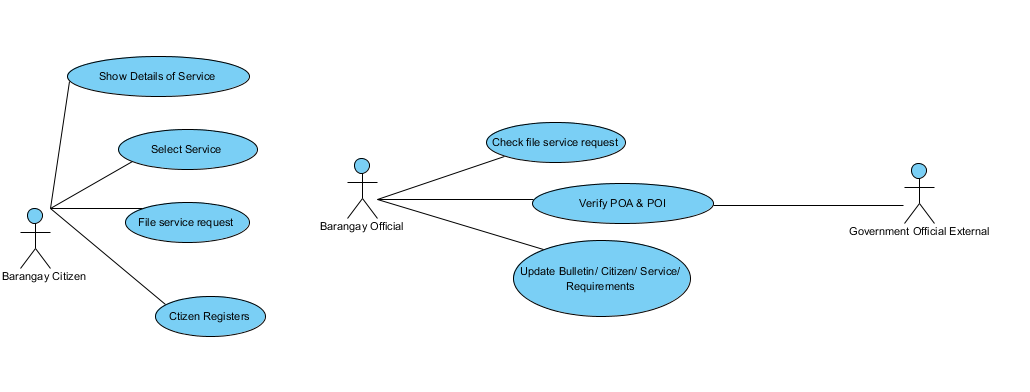 Show Details of Service
Select Service
File service request
Barangay Citizen
Ctizen Registers
Check file service request
Verify POA & POI
Barangay Official
Update Bulletin/ Citizen/ Service/
Requirements
Government Official External